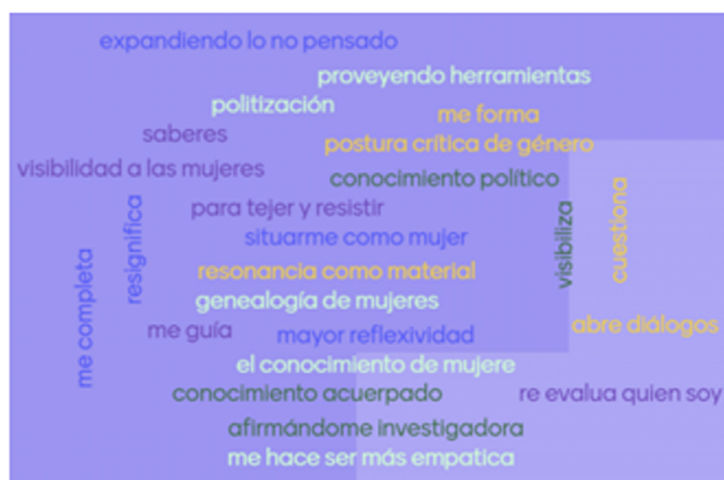 expandiendo lo no pensado
proveyendo herramientas
politización
me forma
saberes
postura crítica de género
visibilidad a las mujeres
conocimiento político
para tejer y resistir
resignifica
visibiliza
cuestiona
situarme como mujer
me completa
resonancia como material
genealogía de mujeres
me guía
mayor reflexividad
abre diálogos
el conocimiento de mujere
conocimiento acuerpado
re evalua quien soy
afirmándome investigadora
me hace ser más empatica